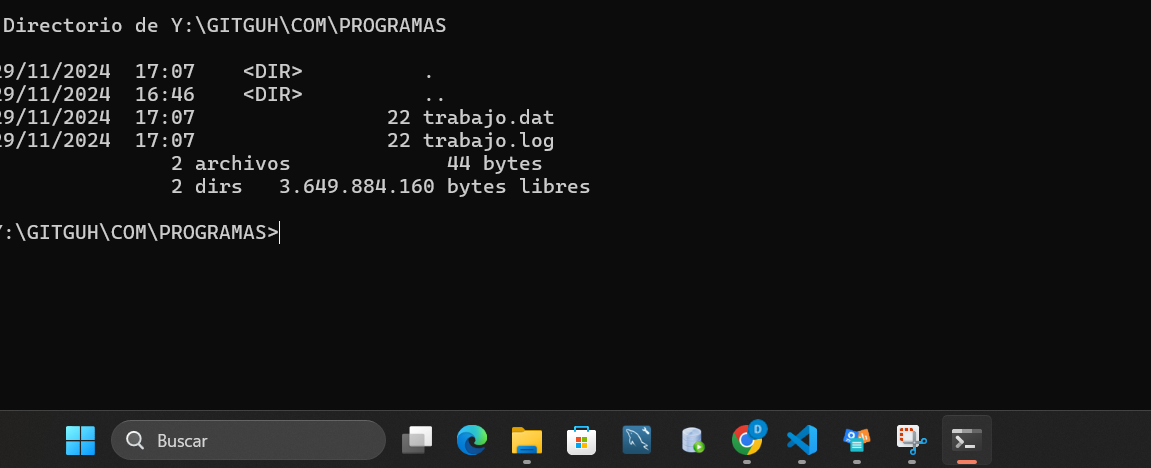 Directorio de Y:\GITGUH\COM\PROGRAMAS
29/11/2024  17:07    <DIR>          .
29/11/2024  16:46    <DIR>          ..
29/11/2024  17:07                22 trabajo.dat
29/11/2024  17:07                22 trabajo.log
2 archivos             44 bytes
2 dirs   3.649.884.160 bytes libres
Y:\GITGUH\COM\PROGRAMAS>
Buscar
D